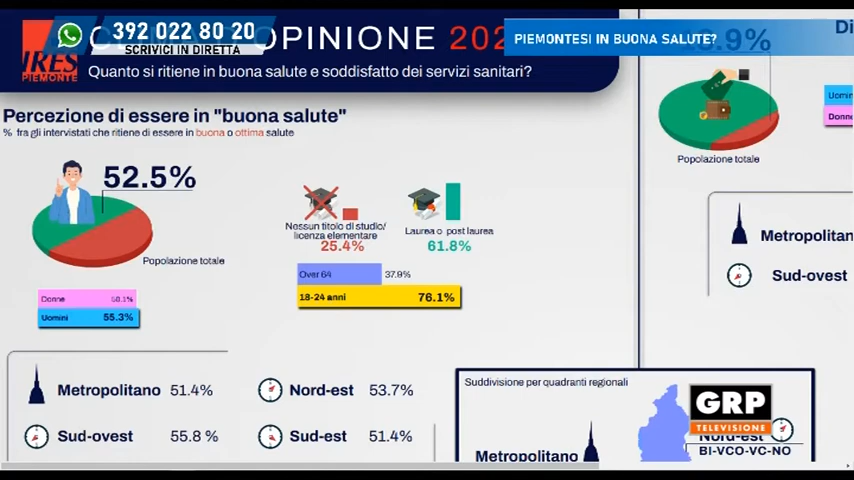 392 022 80 20
SCRIVICI IN DIRETTA
OPINIONE 202
PIEMONTESI IN BUONA SALUTE?
IRES
PIEMONTE
Quanto si ritiene in buona salute e soddisfatto dei servizi sanitari?
Percezione di essere in "buona salute"
% fra gli intervistati che ritiene di essere in buona o ottima salute
52.5%
Popolazione totale
Donne
Uomini 55.3%
Nessun titolo di studio/
licenza elementare
25.4%
Laurea o post laurea
61.8%
Over 64 37.9%
18-24 anni 76.1%
Metropolitano 51.4%
Nord-est 53.7%
Sud-ovest 55.8 %
Sud-est 51.4%
Suddivisione per quadranti regionali
Metropolitano
Nord-est
BI-VCO-VC-NO
Di
Uomin
Donne
Popolazione totale
Metropolitan
Sud-ovest
GRP
TELEVISIONE